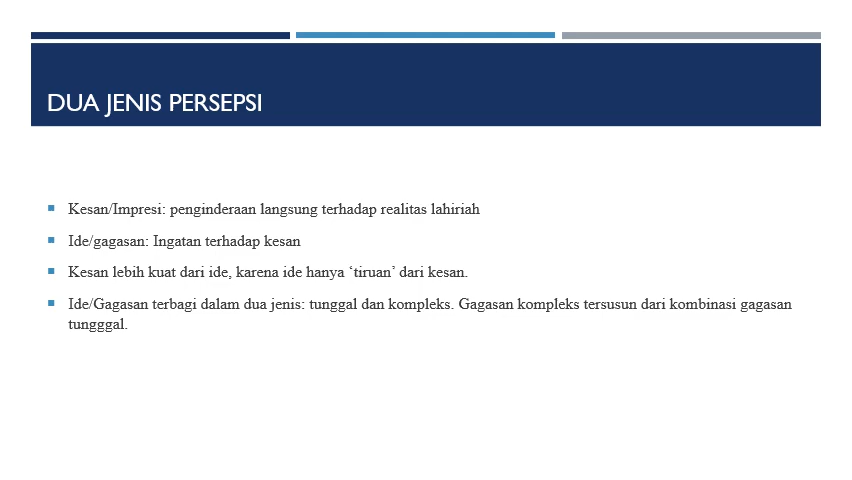 DUA JENIS PERSEPSI
Kesan/Impresi: penginderaan langsung terhadap realitas lahiriah
Ide/gagasan: Ingatan terhadap kesan
Kesan lebih kuat dari ide, karena ide hanya ‘tiruan’ dari kesan.
Ide/Gagasan terbagi dalam dua jenis: tunggal dan kompleks. Gagasan kompleks tersusun dari kombinasi gagasan
tungggal.